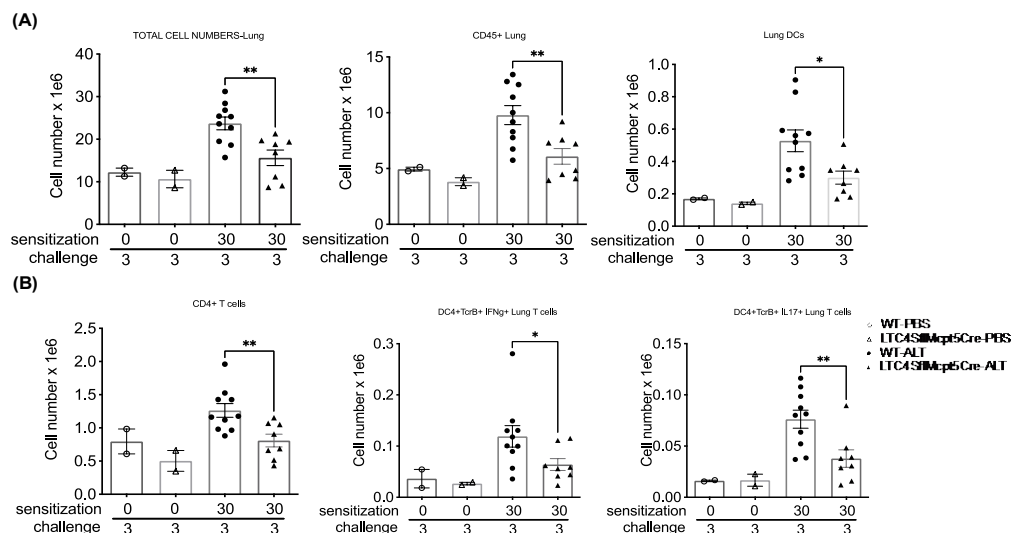 (A)
TOTAL CELL NUMBERS-Lung
CD45+ Lung
Lung DCs
Cell number x 1e6
40
30
20
10
0
**
Cell number x 1e6
15
10
5
0
**
Cell number x 1e6
1.0
0.8
0.6
0.4
0.2
0.0
*
sensitization 0 0 30 30
challenge 3 3 3 3
sensitization 0 0 30 30
challenge 3 3 3 3
sensitization 0 0 30 30
challenge 3 3 3 3
(B)
CD4+ T cells
DC4+TcrB+ IFNg+ Lung T cells
DC4+TcrB+ IL17+ Lung T cells
Cell number x 1e6
2.5
2.0
1.5
1.0
0.5
0.0
**
Cell number x 1e6
0.3
0.2
0.1
0.0
*
Cell number x 1e6
0.15
0.10
0.05
0.00
**
WT-PBS
LTC4SflMcpt5Cre-PBS
WT-ALT
LTC4SflMcpt5Cre-ALT
sensitization 0 0 30 30
challenge 3 3 3 3
sensitization 0 0 30 30
challenge 3 3 3 3
sensitization 0 0 30 30
challenge 3 3 3 3